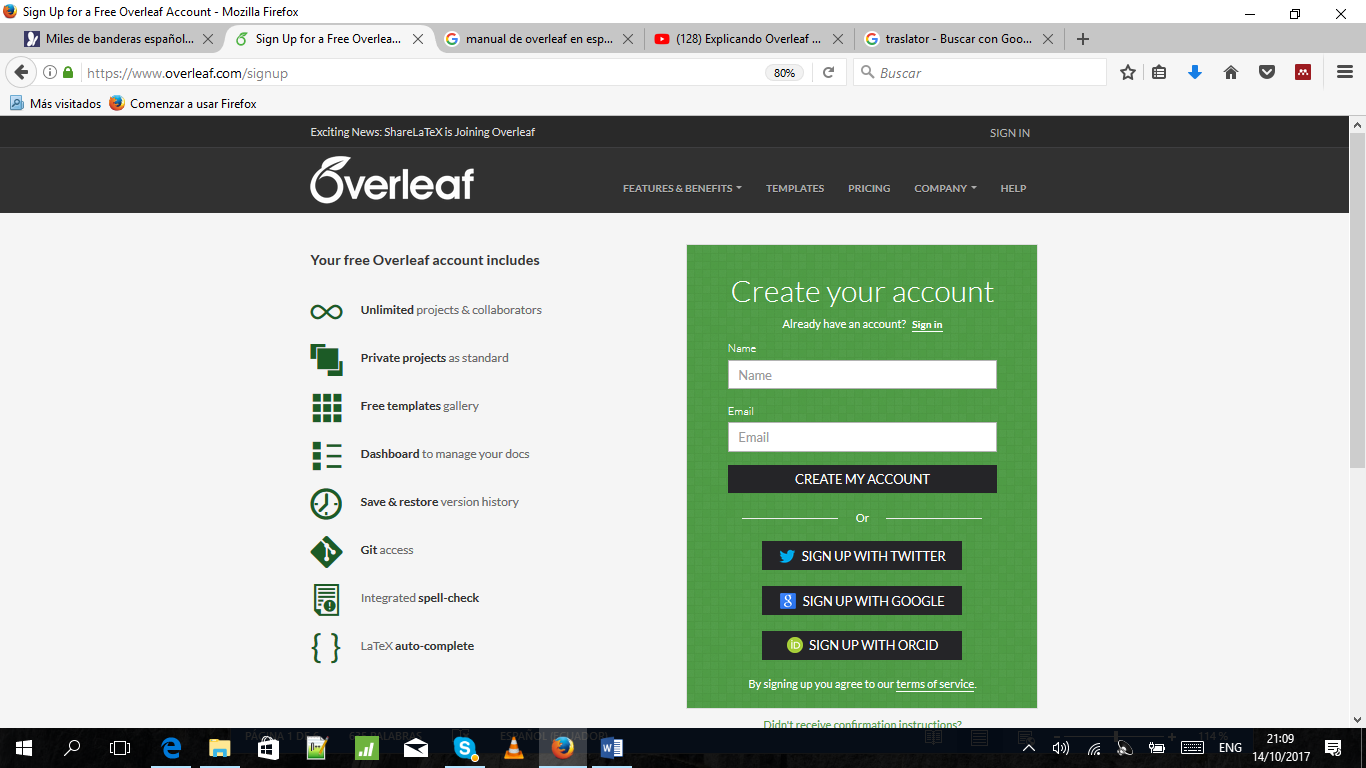 Sign Up for a Free Overleaf Account - Mozilla Firefox
Miles de banderas español...
Sign Up for a Free Overlea...
manual de overleaf en esp...
(128) Explicando Overleaf ...
traslator - Buscar con Goo...
https://www.overleaf.com/signup
80%
Buscar
Más visitados
Comenzar a usar Firefox
Exciting News: ShareLaTeX is Joining Overleaf
SIGN IN
Overleaf
FEATURES & BENEFITS
TEMPLATES
PRICING
COMPANY
HELP
Your free Overleaf account includes
Unlimited projects & collaborators
Private projects as standard
Free templates gallery
Dashboard to manage your docs
Save & restore version history
Git access
Integrated spell-check
LaTeX auto-complete
Create your account
Already have an account? Sign in
Name
Name
Email
Email
CREATE MY ACCOUNT
Or
SIGN UP WITH TWITTER
SIGN UP WITH GOOGLE
SIGN UP WITH ORCID
By signing up you agree to our terms of service.
Didn't receive confirmation instructions?
PALABRAS
ESPAÑOL (ECUADOR)
114 %
ENG
21:09
14/10/2017